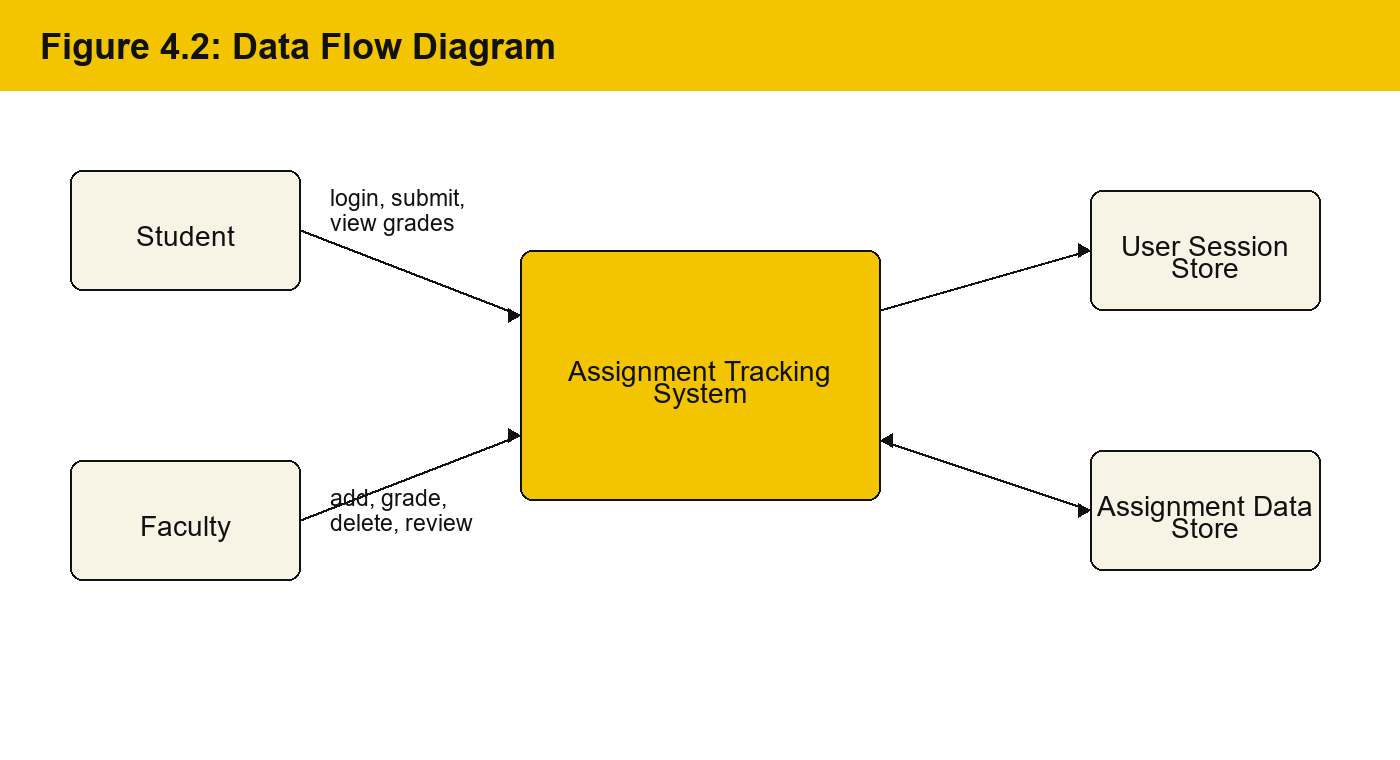 Figure 4.2: Data Flow Diagram
Student
login, submit,
view grades
Assignment Tracking
System
User Session
Store
Faculty
add, grade,
delete, review
Assignment Data
Store